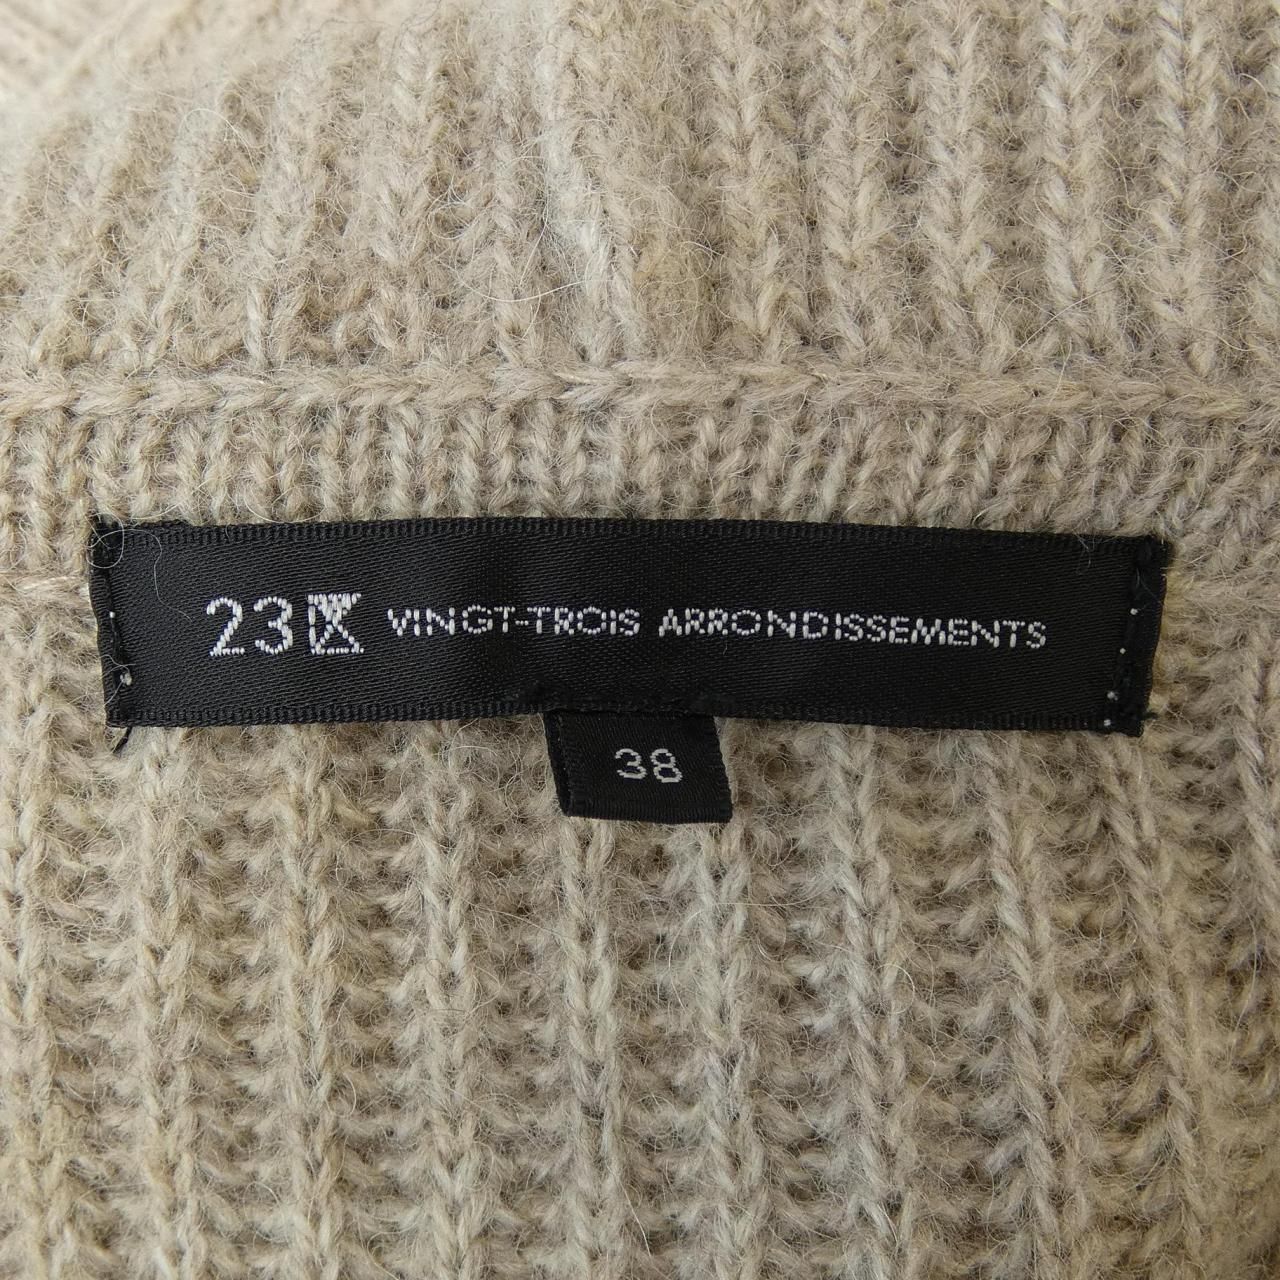 23区 VINGT-TROIS ARRONDISSEMENTS
38